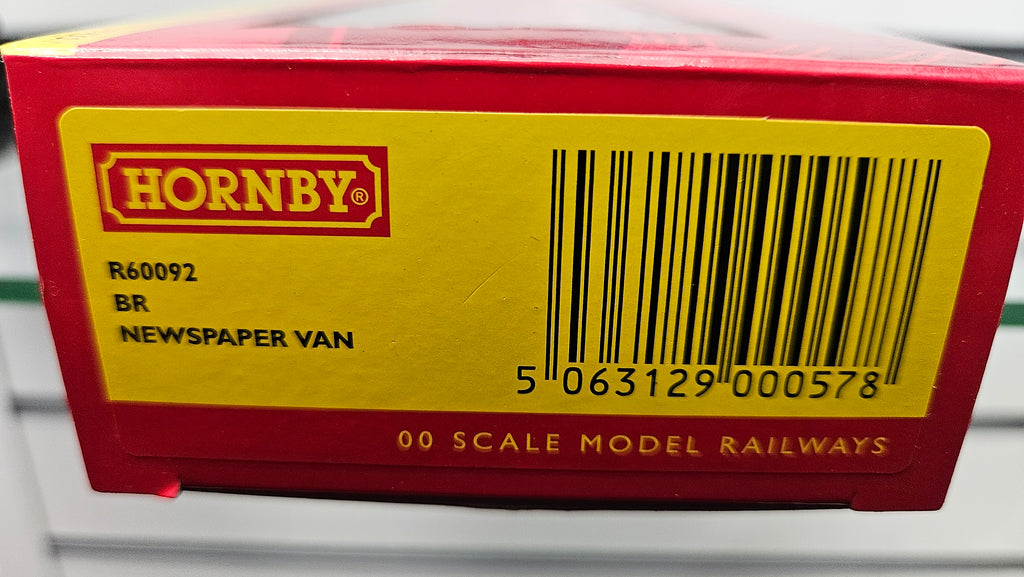 HORNBY®
R60092
BR
NEWSPAPER VAN
5 063129 000578
00 SCALE MODEL RAILWAYS